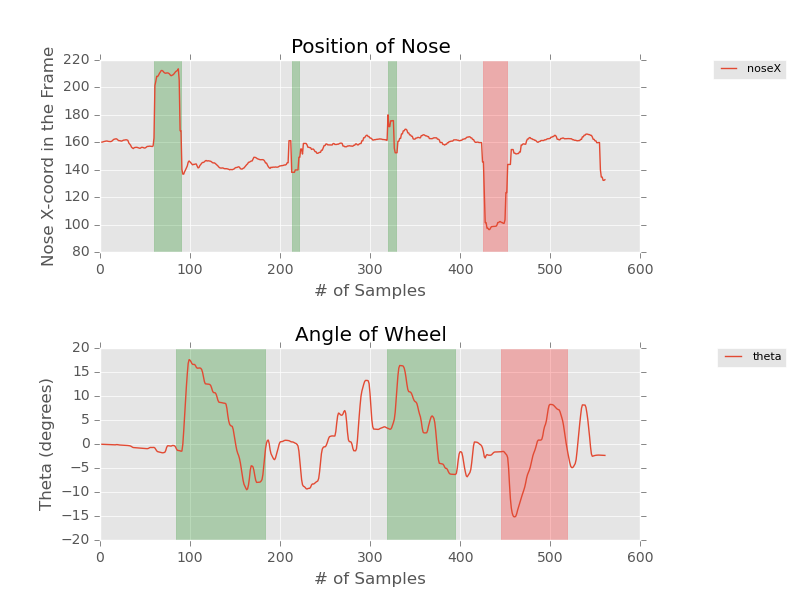 Position of Nose
Nose X-coord in the Frame
220
200
180
160
140
120
100
80
0 100 200 300 400 500 600
# of Samples
noseX
Angle of Wheel
Theta (degrees)
20
15
10
5
0
−5
−10
−15
−20
0 100 200 300 400 500 600
# of Samples
theta